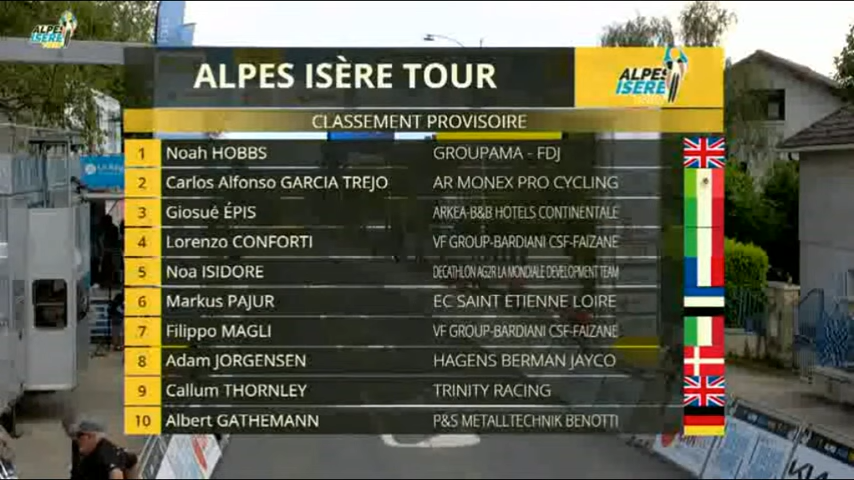 ALPES ISÈRE
ALPES ISÈRE TOUR
ALPES ISÈRE
CLASSEMENT PROVISOIRE
1 Noah HOBBS GROUPAMA - FDJ
2 Carlos Alfonso GARCIA TREJO AR MONEX PRO CYCLING
3 Giosué ÉPIS ARKEA-B&B HOTELS CONTINENTALE
4 Lorenzo CONFORTI VF GROUP-BARDIANI CSF-FAIZANE
5 Noa ISIDORE DECATHLON AG2R LA MONDIALE DEVELOPMENT TEAM
6 Markus PAJUR EC SAINT ETIENNE LOIRE
7 Filippo MAGLI VF GROUP-BARDIANI CSF-FAIZANE
8 Adam JORGENSEN HAGENS BERMAN JAYCO
9 Callum THORNLEY TRINITY RACING
10 Albert GATHEMANN P&S METALLTECHNIK BENOTTI